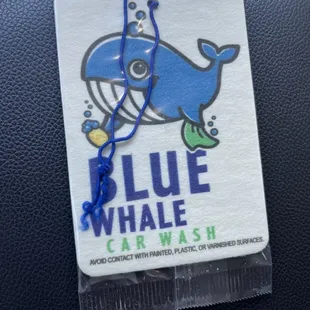 BLUE
WHALE
CAR WASH
AVOID CONTACT WITH PAINTED, PLASTIC, OR VARNISHED SURFACES.